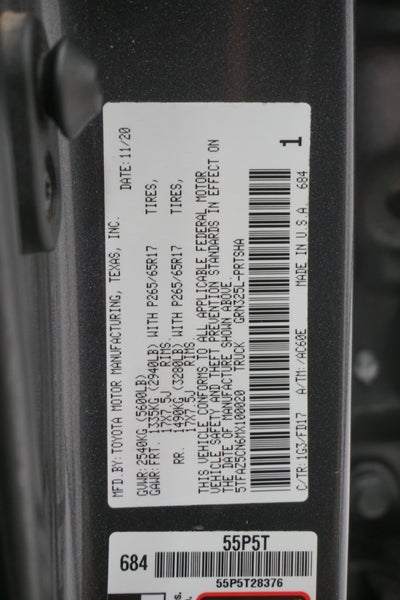 MFD.BY:TOYOTA MOTOR MANUFACTURING, TEXAS, INC. DATE: 11/20
GVWR:2540KG (5600LB)
GAWR:FRT. 1335KG (2940LB) WITH P265/65R17 TIRES,
17X7.5J RIMS.
RR. 1490KG (3280LB) WITH P265/65R17 TIRES,
17X7.5J RIMS.
THIS VEHICLE CONFORMS TO ALL APPLICABLE FEDERAL MOTOR
VEHICLE SAFETY AND THEFT PREVENTION STANDARDS IN EFFECT ON
THE DATE OF MANUFACTURE SHOWN ABOVE.
5TFAZ5CN6MX100020 TRUCK GRN325L-PRTSHA
C/TR:1G3/FD17 A/TM:/AC60E MADE IN U.S.A. 684
1
55P5T
684
55P5T28376